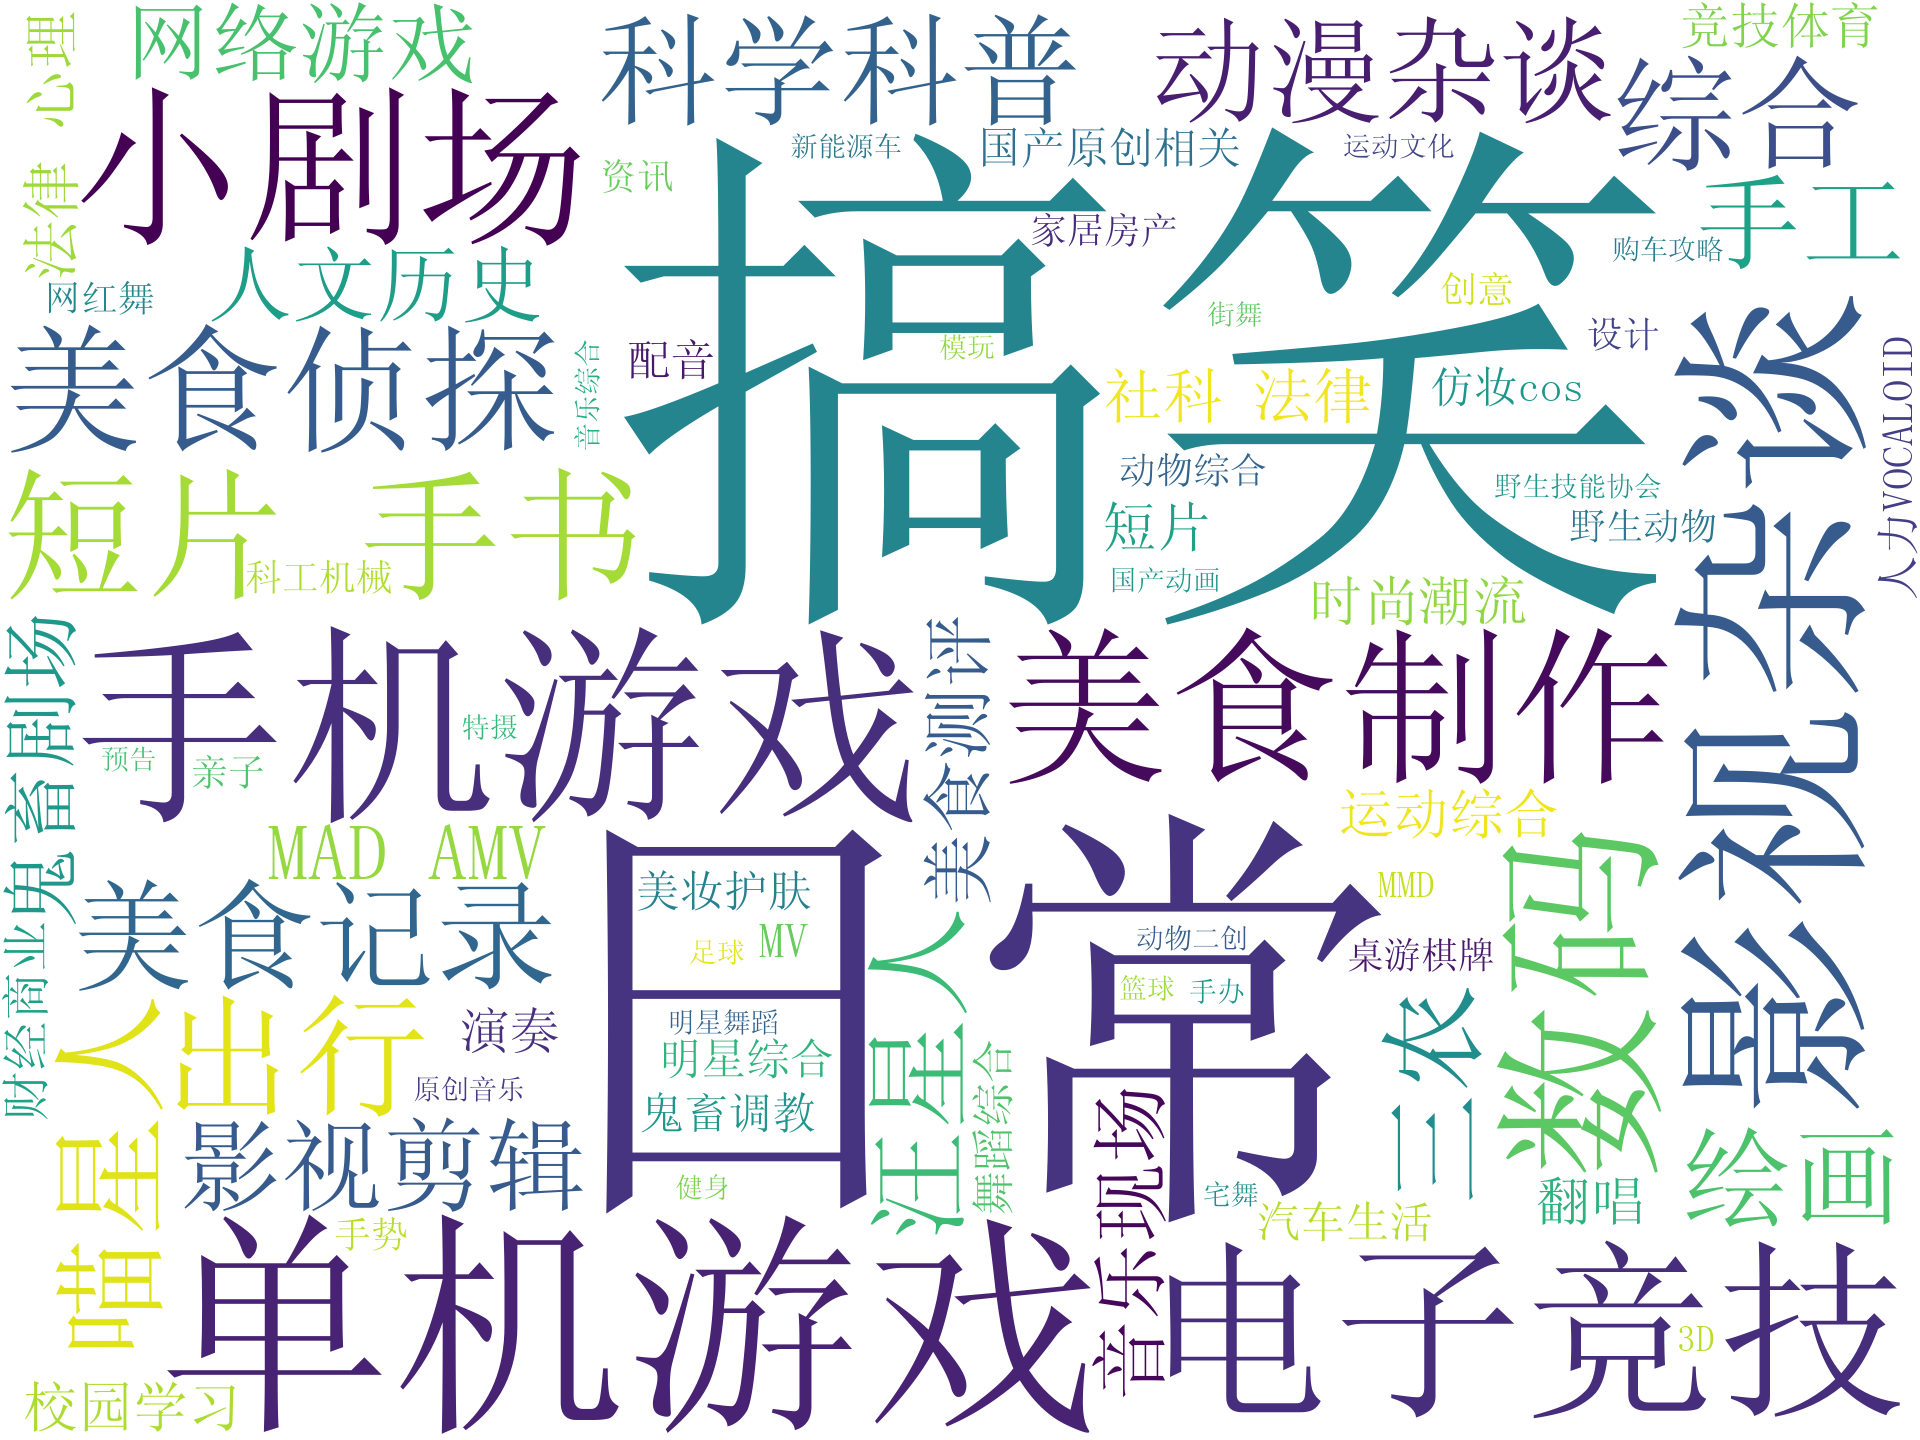 心理
网络游戏
科学科普
动漫杂谈
竞技体育
小剧场
新能源车
国产原创相关
运动文化
综合
法律
资讯
家居房产
手工
购车攻略
搞笑
人文历史
网红舞
创意
街舞
设计
美食侦探
音乐综合
配音
模玩
社科 法律
仿妆cos
影视杂谈
人力VOCALOID
短片 手书
动物综合
野生技能协会
短片
野生动物
科工机械
国产动画
时尚潮流
鬼畜剧场
手机游戏
美食测评
美食制作
特摄
预告
亲子
运动综合
MAD AMV
日常
数码
美食记录
美妆护肤
MMD
足球
MV
动物二创
桌游棋牌
财经商业
喵星人
出行
演奏
汪星人
篮球
手办
三农
明星舞蹈
明星综合
舞蹈综合
原创音乐
鬼畜调教
音乐现场
影视剪辑
绘画
健身
宅舞
翻唱
手势
汽车生活
单机游戏
电子竞技
3D
校园学习